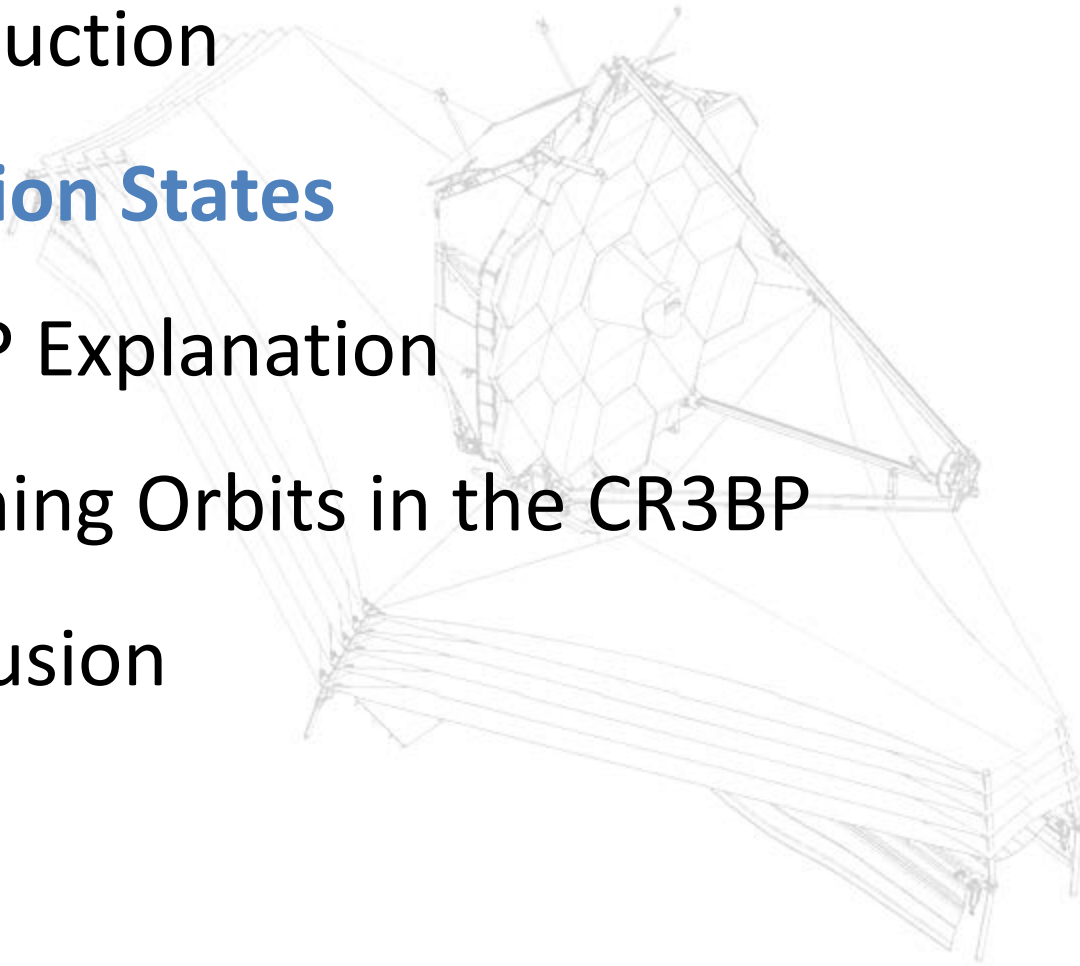 uction
ion States
P Explanation
ning Orbits in the CR3BP
usion